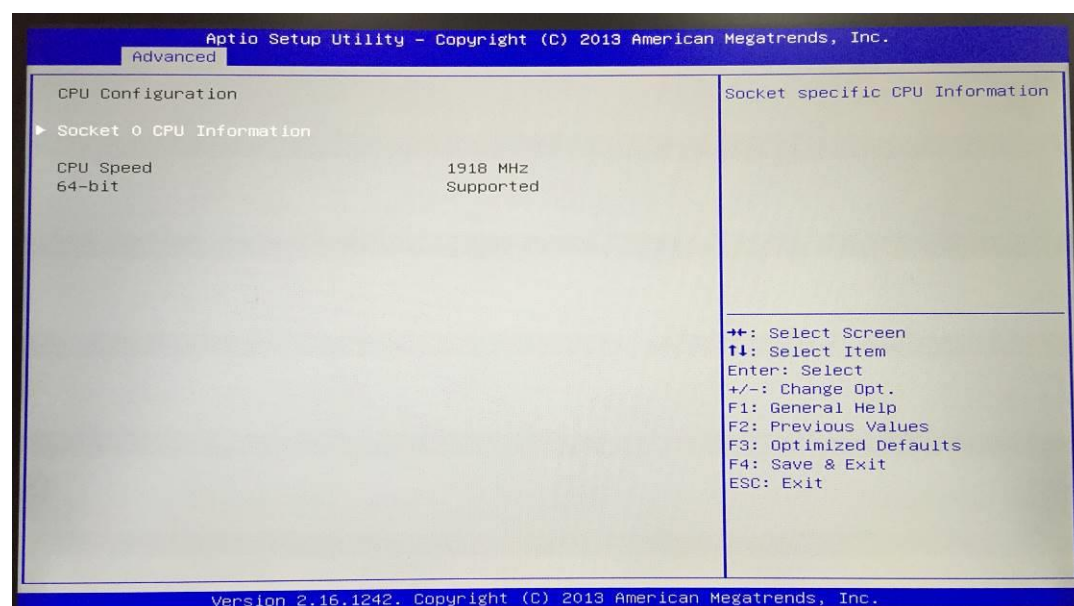 Aptio Setup Utility – Copyright (C) 2013 American Megatrends, Inc.
Advanced
CPU Configuration
▶ Socket 0 CPU Information
CPU Speed 1918 MHz
64-bit Supported
Socket specific CPU Information
→←: Select Screen
↑↓: Select Item
Enter: Select
+/-: Change Opt.
F1: General Help
F2: Previous Values
F3: Optimized Defaults
F4: Save & Exit
ESC: Exit
Version 2.16.1242. Copyright (C) 2013 American Megatrends, Inc.